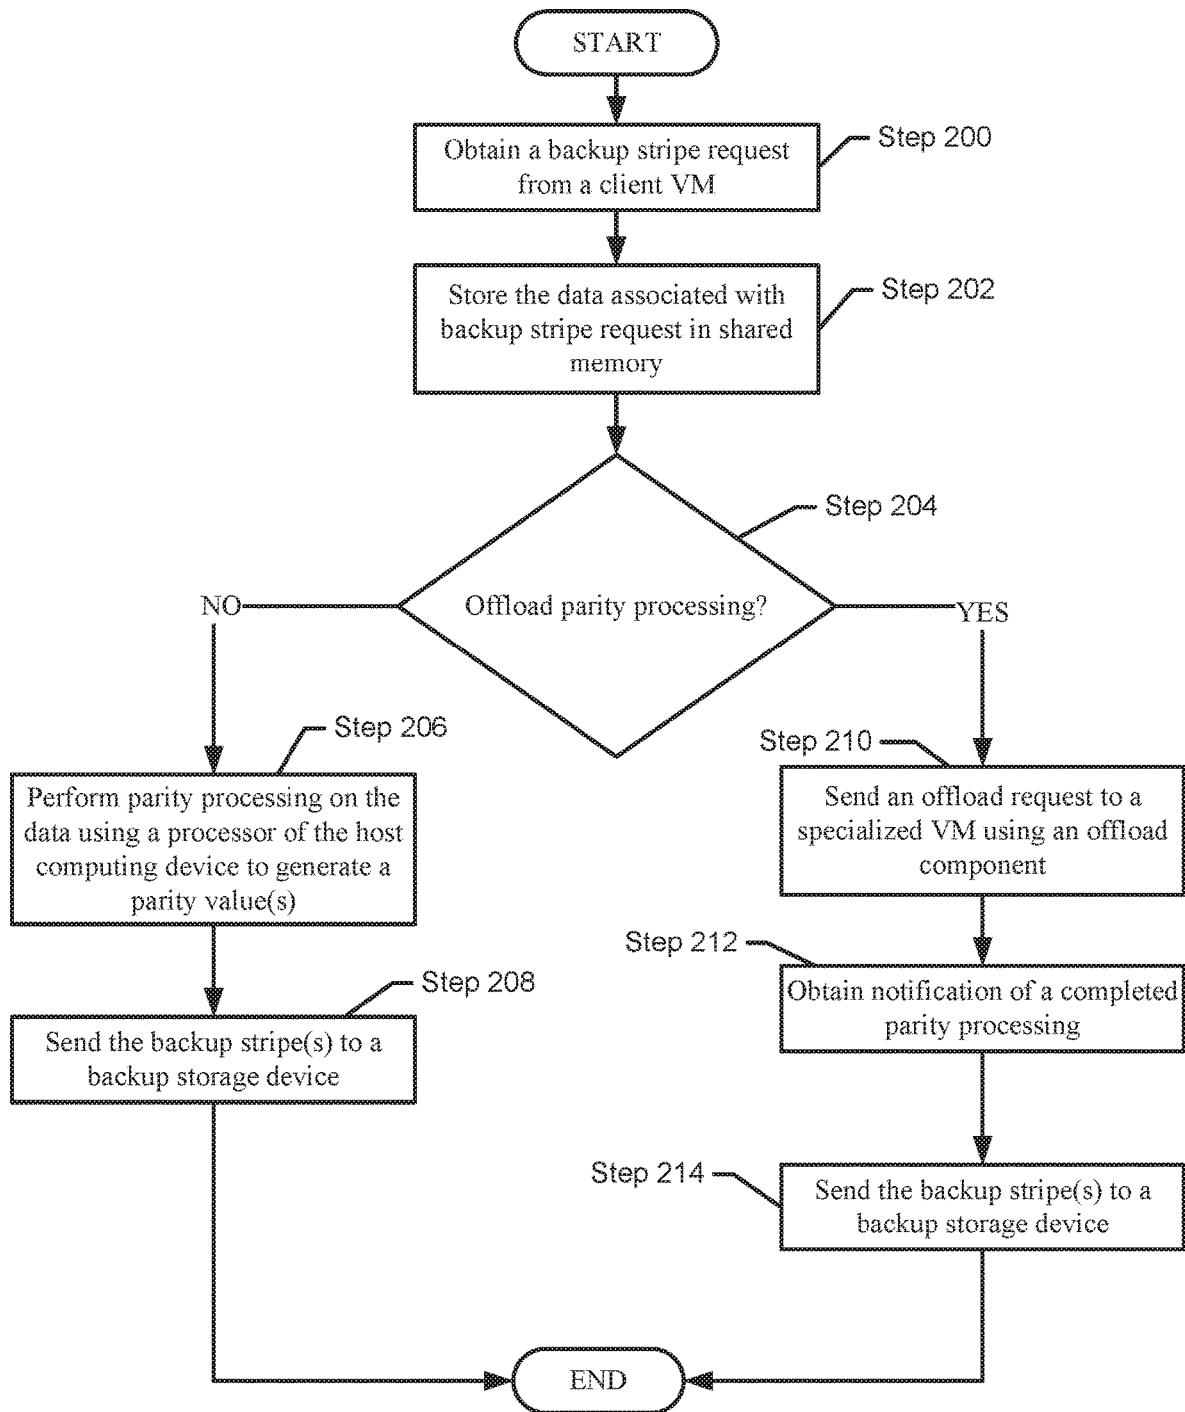 START
Step 200
Obtain a backup stripe request
from a client VM
Step 202
Store the data associated with
backup stripe request in shared
memory
Step 204
Offload parity processing?
NO
YES
Step 206
Perform parity processing on the
data using a processor of the host
computing device to generate a
parity value(s)
Step 208
Send the backup stripe(s) to a
backup storage device
Step 210
Send an offload request to a
specialized VM using an offload
component
Step 212
Obtain notification of a completed
parity processing
Step 214
Send the backup stripe(s) to a
backup storage device
END